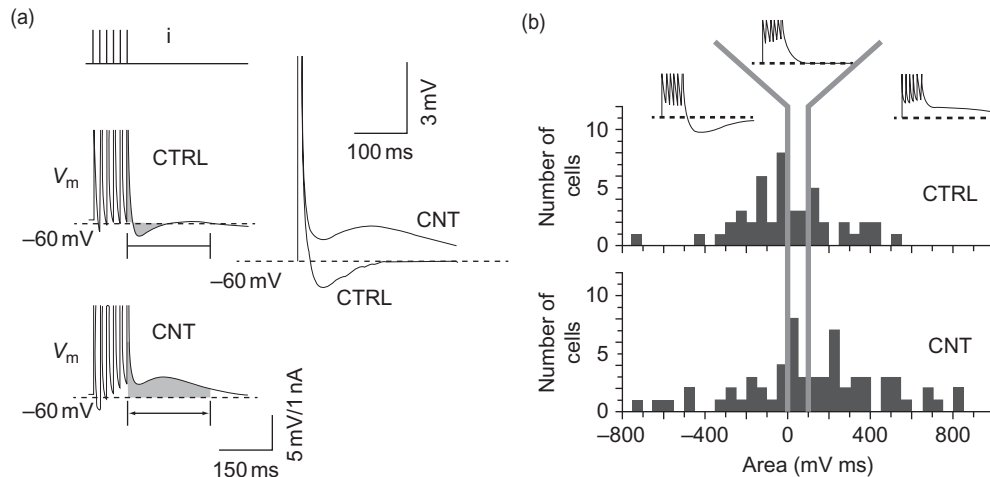 (a)
i
3 mV
100 ms
CTRL
Vm
−60 mV
CNT
−60 mV
CTRL
CNT
Vm
−60 mV
5 mV/1 nA
150 ms
(b)
Number of
cells
10
5
0
CTRL
Number of
cells
10
5
0
CNT
−800
−400
0
400
800
Area (mV ms)